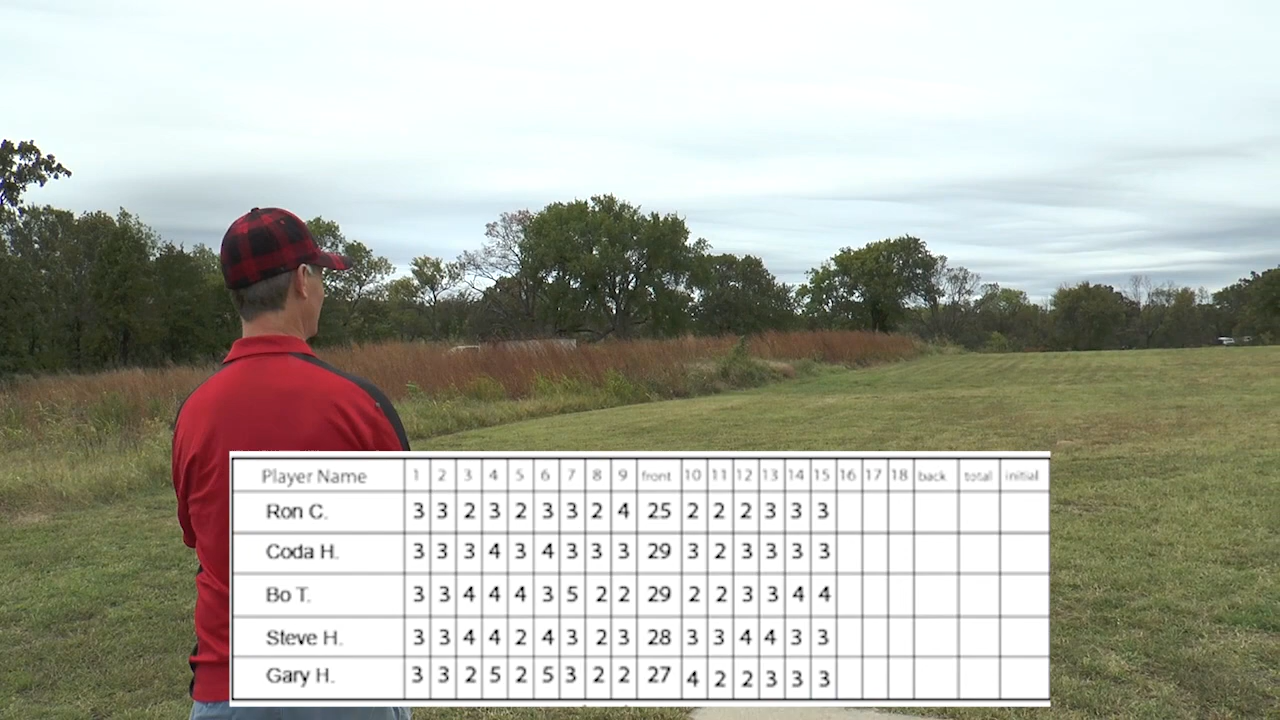 Player Name 1 2 3 4 5 6 7 8 9 front 10 11 12 13 14 15 16 17 18 back total initial
Ron C. 3 3 2 3 2 3 3 2 4 25 2 2 2 3 3 3
Coda H. 3 3 3 4 3 4 3 3 3 29 3 2 3 3 3 3
Bo T. 3 3 4 4 4 3 5 2 2 29 2 2 3 3 4 4
Steve H. 3 3 4 4 2 4 3 2 3 28 3 3 4 4 3 3
Gary H. 3 3 2 5 2 5 3 2 2 27 4 2 2 3 3 3